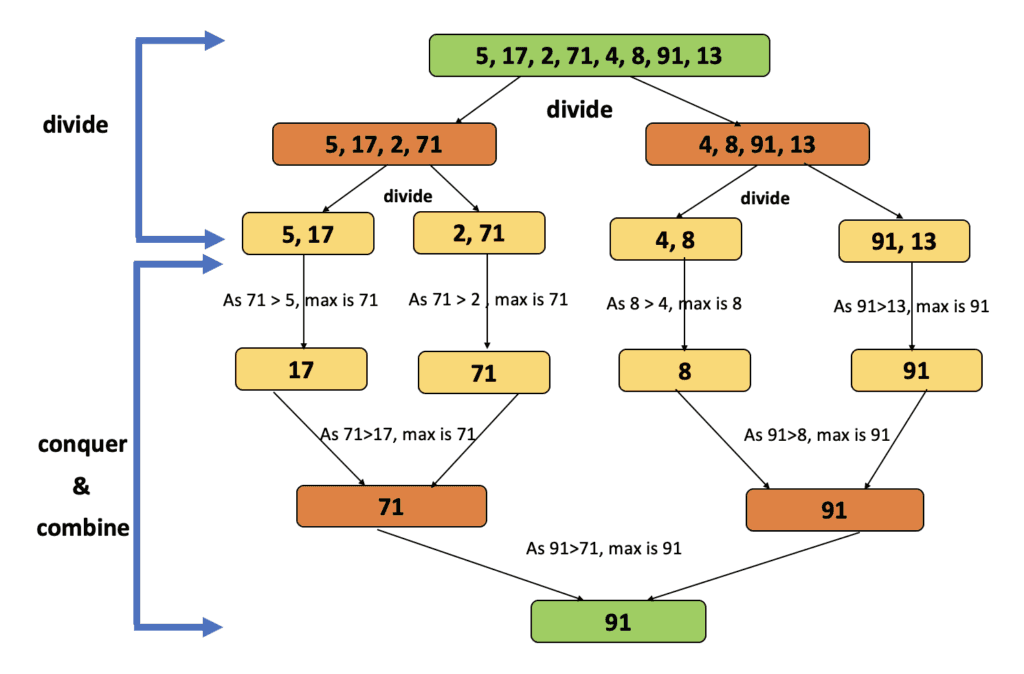 5, 17, 2, 71, 4, 8, 91, 13
divide
divide
5, 17, 2, 71
4, 8, 91, 13
divide
divide
5, 17
2, 71
4, 8
91, 13
As 71 > 5, max is 71
As 71 > 2 , max is 71
As 8 > 4, max is 8
As 91>13, max is 91
17
71
8
91
As 71>17, max is 71
As 91>8, max is 91
conquer
&
combine
71
91
As 91>71, max is 91
91